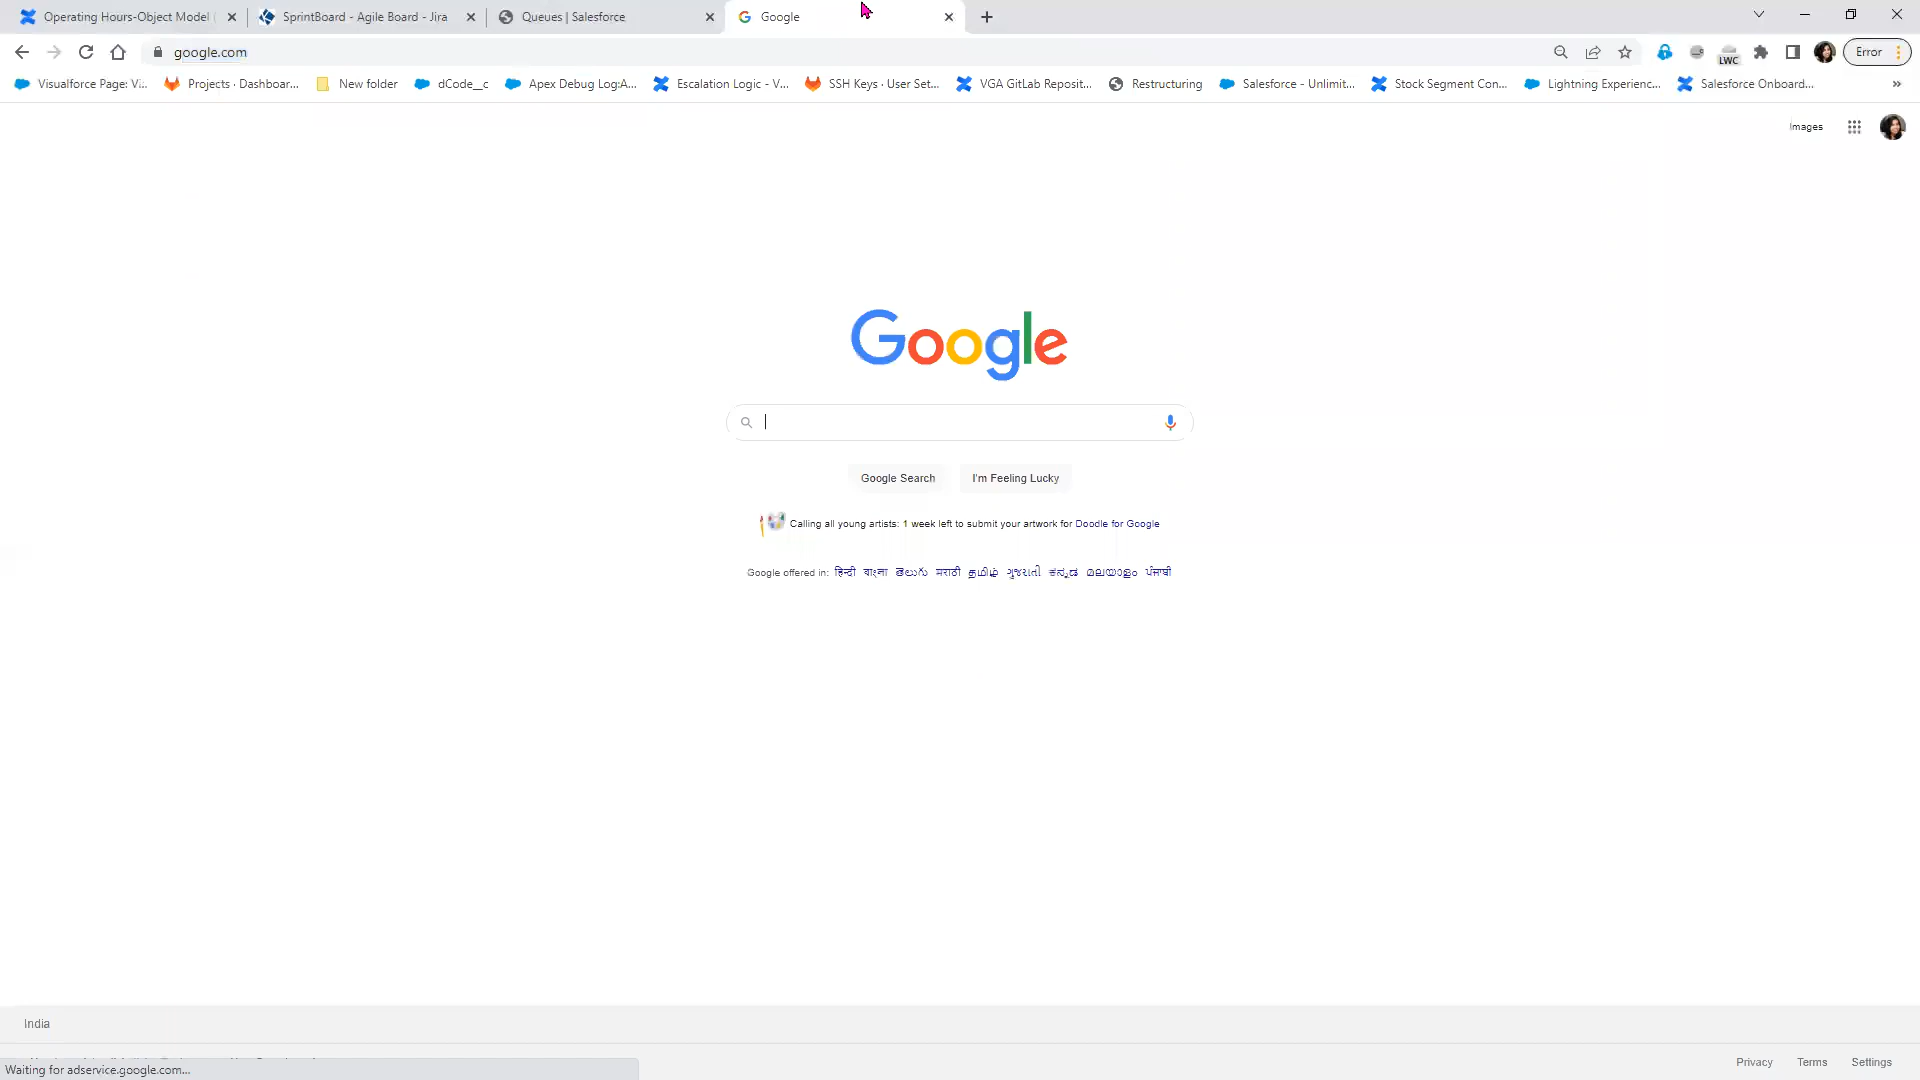 Operating Hours-Object Model
SprintBoard - Agile Board - Jira
Queues | Salesforce
Google
google.com
LWC
Error
Visualforce Page: Vi...
Projects · Dashboar...
New folder
dCode__c
Apex Debug Log:A...
Escalation Logic - V...
SSH Keys · User Set...
VGA GitLab Reposit...
Restructuring
Salesforce - Unlimit...
Stock Segment Con...
Lightning Experienc...
Salesforce Onboard...
»
Images
Google
Google Search
I'm Feeling Lucky
Calling all young artists: 1 week left to submit your artwork for Doodle for Google
Google offered in: हिन्दी বাংলা తెలుగు मराठी தமிழ் ગુજરાતી ಕನ್ನಡ മലയാളം ਪੰਜਾਬੀ
India
Waiting for adservice.google.com...
Privacy
Terms
Settings